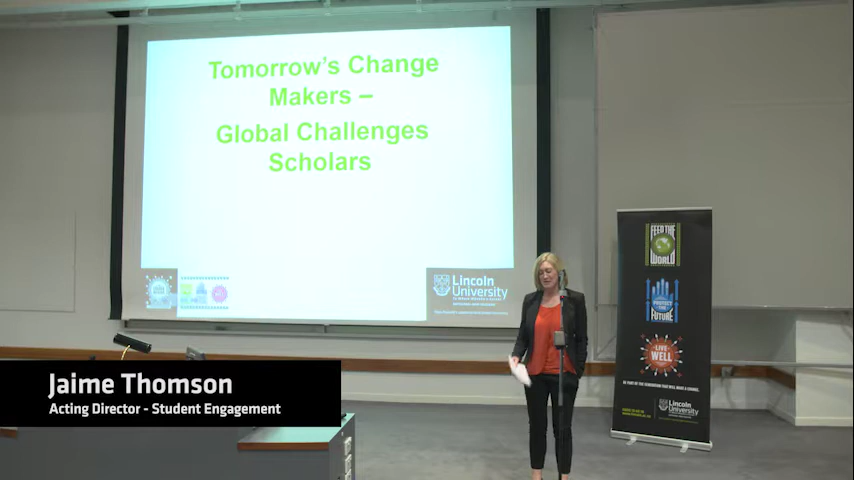 Tomorrow's Change
Makers –
Global Challenges
Scholars
Lincoln
University
FEED THE
WORLD
PROTECT
THE
FUTURE
LIVE
WELL
Lincoln
University
Jaime Thomson
Acting Director - Student Engagement